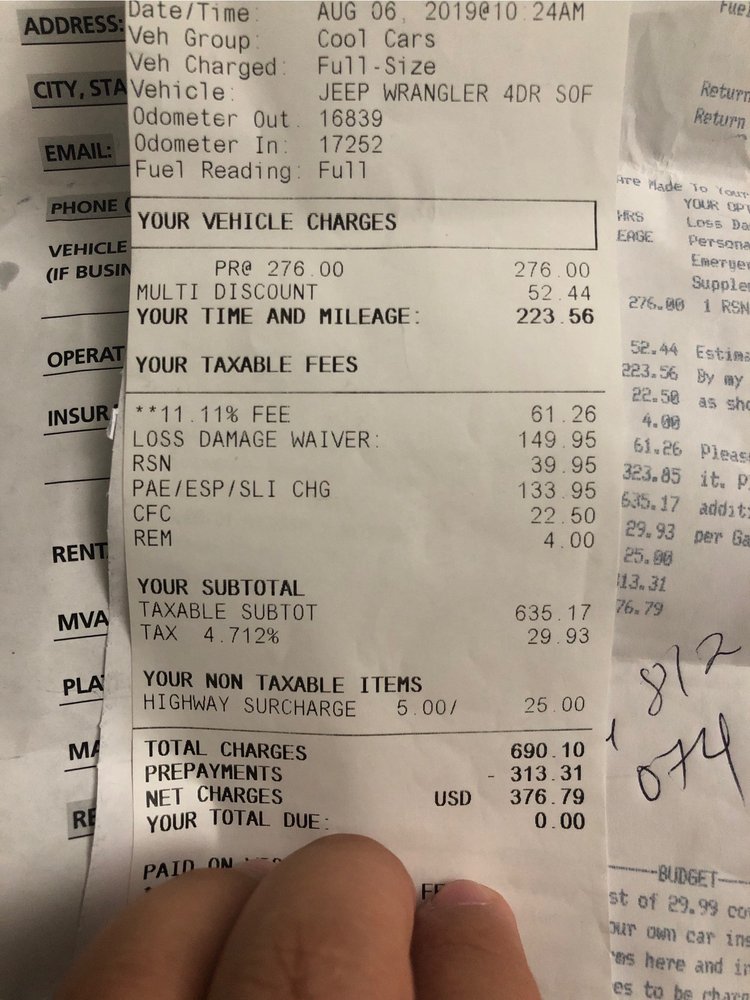 ADDRESS:
CITY, STA
EMAIL:
PHONE (
VEHICLE
(IF BUSIN
OPERAT
INSUR
RENT
MVA
PLA
MA
RE
Date/Time: AUG 06, 2019@10:24AM
Veh Group: Cool Cars
Veh Charged: Full-Size
Vehicle: JEEP WRANGLER 4DR SOF
Odometer Out: 16839
Odometer In: 17252
Fuel Reading: Full
YOUR VEHICLE CHARGES
PR@ 276.00 276.00
MULTI DISCOUNT 52.44
YOUR TIME AND MILEAGE: 223.56
YOUR TAXABLE FEES
**11.11% FEE 61.26
LOSS DAMAGE WAIVER: 149.95
RSN 39.95
PAE/ESP/SLI CHG 133.95
CFC 22.50
REM 4.00
YOUR SUBTOTAL
TAXABLE SUBTOT 635.17
TAX 4.712% 29.93
YOUR NON TAXABLE ITEMS
HIGHWAY SURCHARGE 5.00/ 25.00
TOTAL CHARGES 690.10
PREPAYMENTS - 313.31
NET CHARGES USD 376.79
YOUR TOTAL DUE: 0.00
PAID ON
Fuel
Return
Return
Are Made To Your
YOUR OPT
HRS Loss Da
EAGE Persona
Emergen
Supplem
276.00 1 RSN
52.44 Estima
223.56 By my
22.50 as sho
4.00
61.26 Pleas
323.85 it. P
635.17 addit
29.93 per Ga
25.00
13.31
76.79
812
074
BUDGET
st of 29.99 co
our own car ins
ms here and in
es to be char